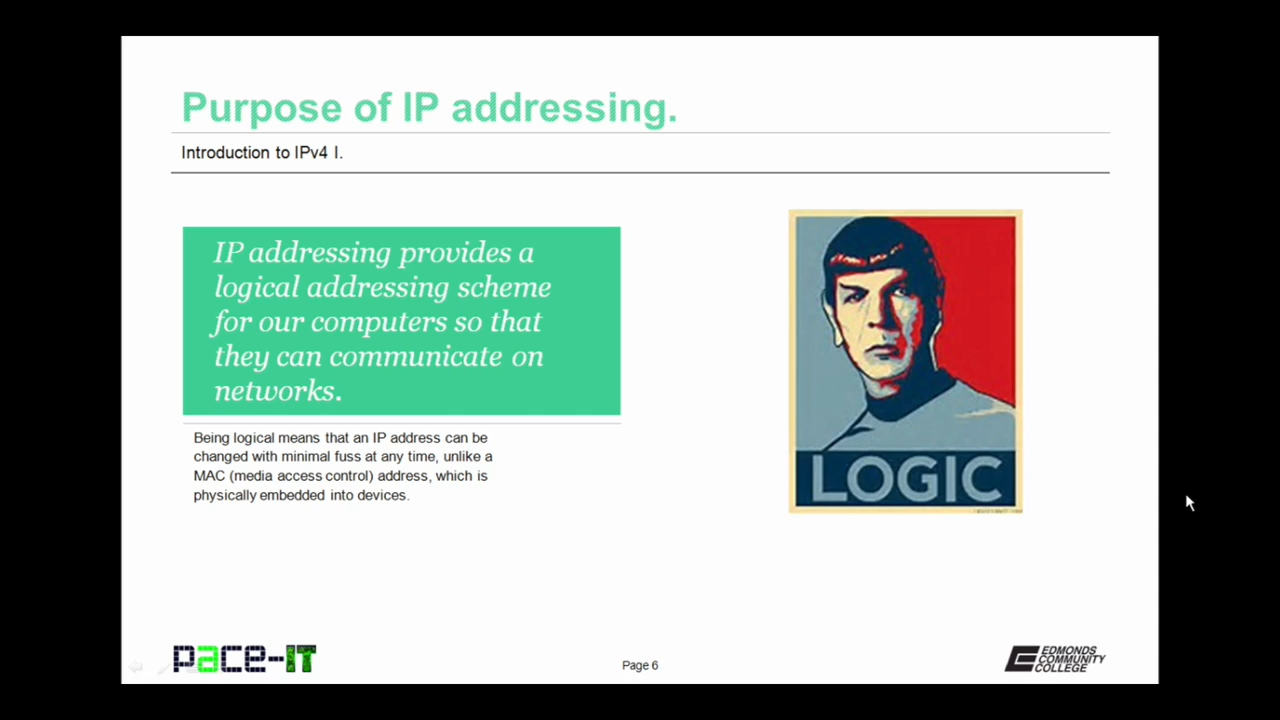 Purpose of IP addressing.
Introduction to IPv4 I.
IP addressing provides a
logical addressing scheme
for our computers so that
they can communicate on
networks.
Being logical means that an IP address can be
changed with minimal fuss at any time, unlike a
MAC (media access control) address, which is
physically embedded into devices.
LOGIC
pace-IT
Page 6
EDMONDS
COMMUNITY
COLLEGE